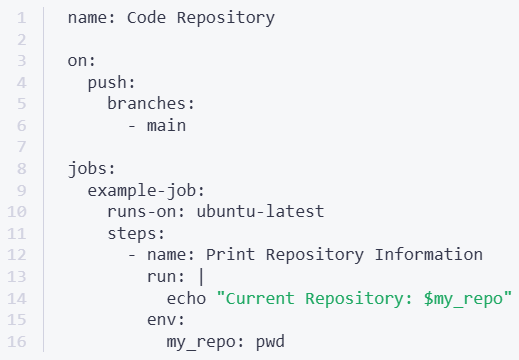 1 name: Code Repository
2
3 on:
4   push:
5     branches:
6       - main
7
8 jobs:
9   example-job:
10     runs-on: ubuntu-latest
11     steps:
12       - name: Print Repository Information
13         run: |
14           echo "Current Repository: $my_repo"
15         env:
16           my_repo: pwd